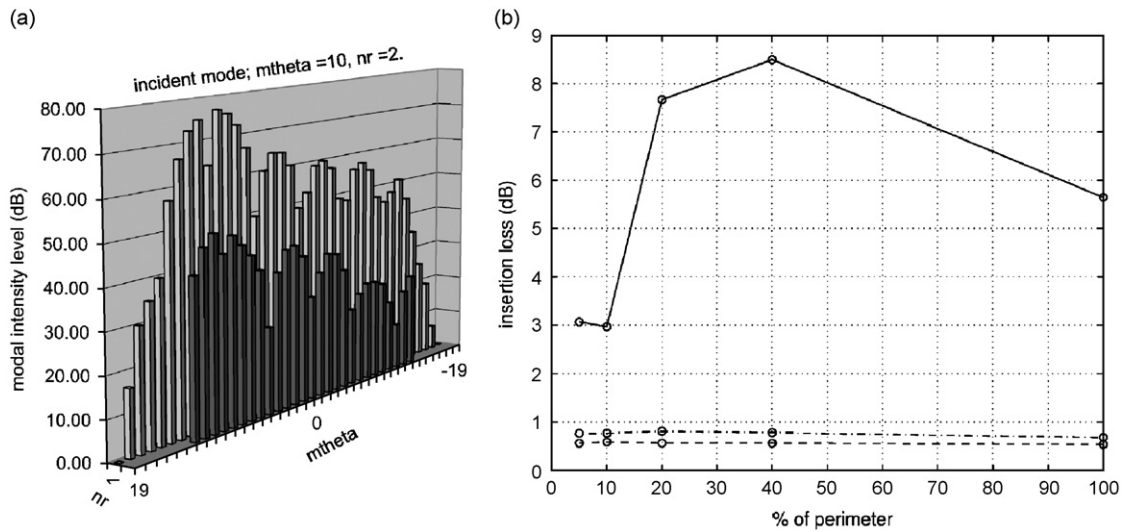 (a)
incident mode; mtheta =10, nr =2.
modal intensity level (dB)
80.00
70.00
60.00
50.00
40.00
30.00
20.00
10.00
0.00
nr
1
19
0
-19
mtheta
(b)
insertion loss (dB)
9
8
7
6
5
4
3
2
1
0
0 10 20 30 40 50 60 70 80 90 100
% of perimeter